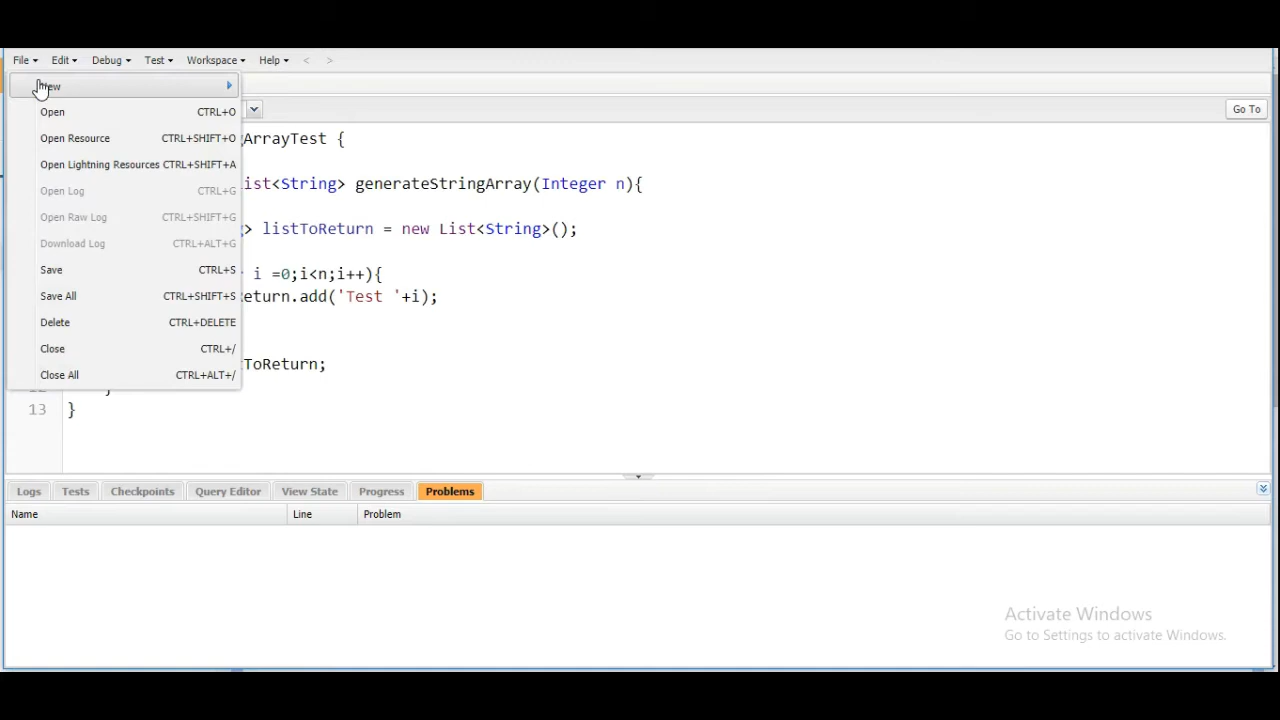 File Edit Debug Test Workspace Help < >
New
Open CTRL+O
Go To
Open Resource CTRL+SHIFT+O
ArrayTest {
Open Lightning Resources CTRL+SHIFT+A
ist<String> generateStringArray(Integer n){
Open Log CTRL+G
Open Raw Log CTRL+SHIFT+G
> listToReturn = new List<String>();
Download Log CTRL+ALT+G
Save CTRL+S
i =0;i<n;i++){
Save All CTRL+SHIFT+S
eturn.add('Test '+i);
Delete CTRL+DELETE
Close CTRL+/
ToReturn;
Close All CTRL+ALT+/
13 }
Logs Tests Checkpoints Query Editor View State Progress Problems
Name Line Problem
Activate Windows
Go to Settings to activate Windows.